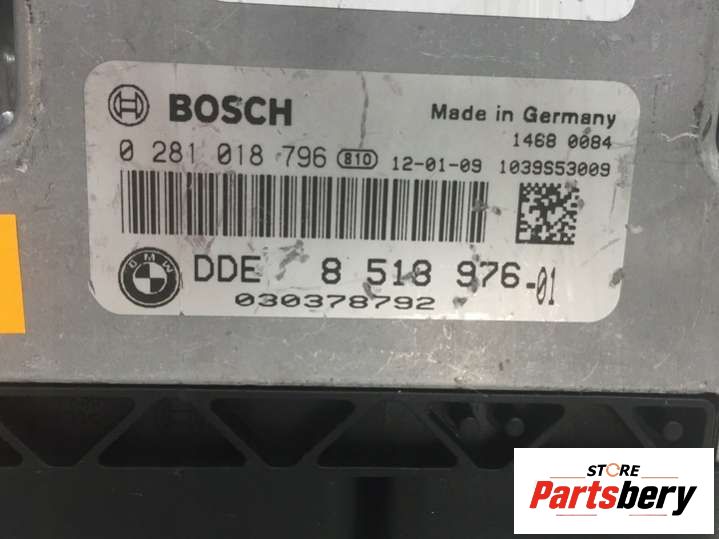 BOSCH
Made in Germany
1468 0084
0 281 018 796 810 12-01-09 1039S53009
BMW
DDE 8 518 976-01
030378792
STORE
Partsbery